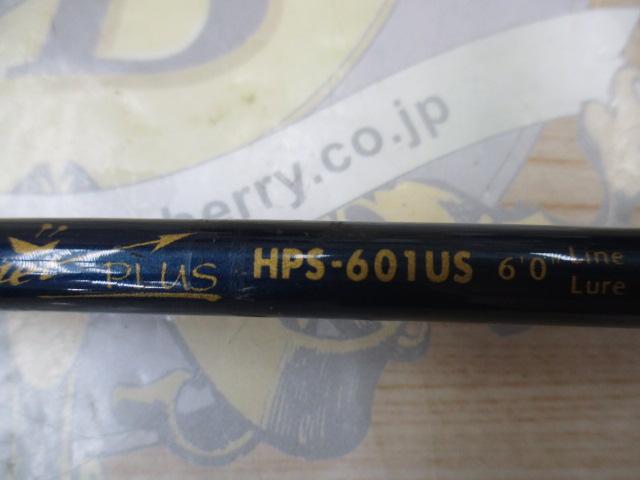 B
berry.co.jp
PLUS HPS-601US 6'0" Line
Lure